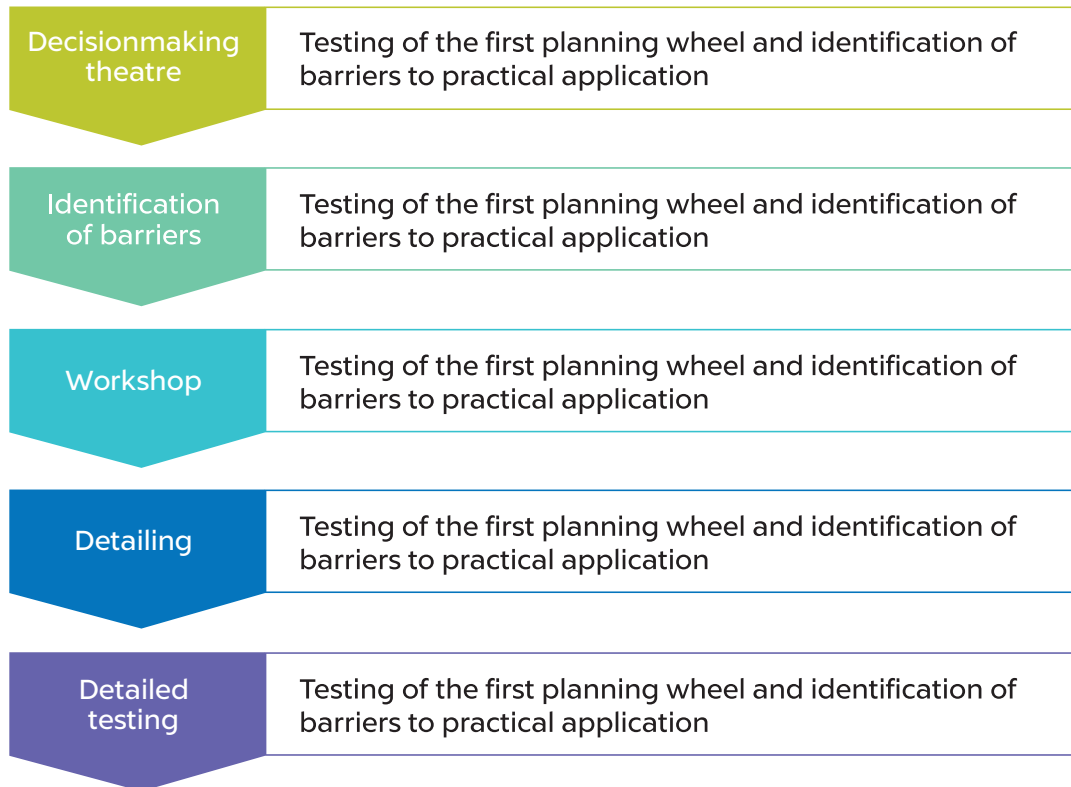 Decisionmaking
theatre
Testing of the first planning wheel and identification of
barriers to practical application
Identification
of barriers
Testing of the first planning wheel and identification of
barriers to practical application
Workshop
Testing of the first planning wheel and identification of
barriers to practical application
Detailing
Testing of the first planning wheel and identification of
barriers to practical application
Detailed
testing
Testing of the first planning wheel and identification of
barriers to practical application